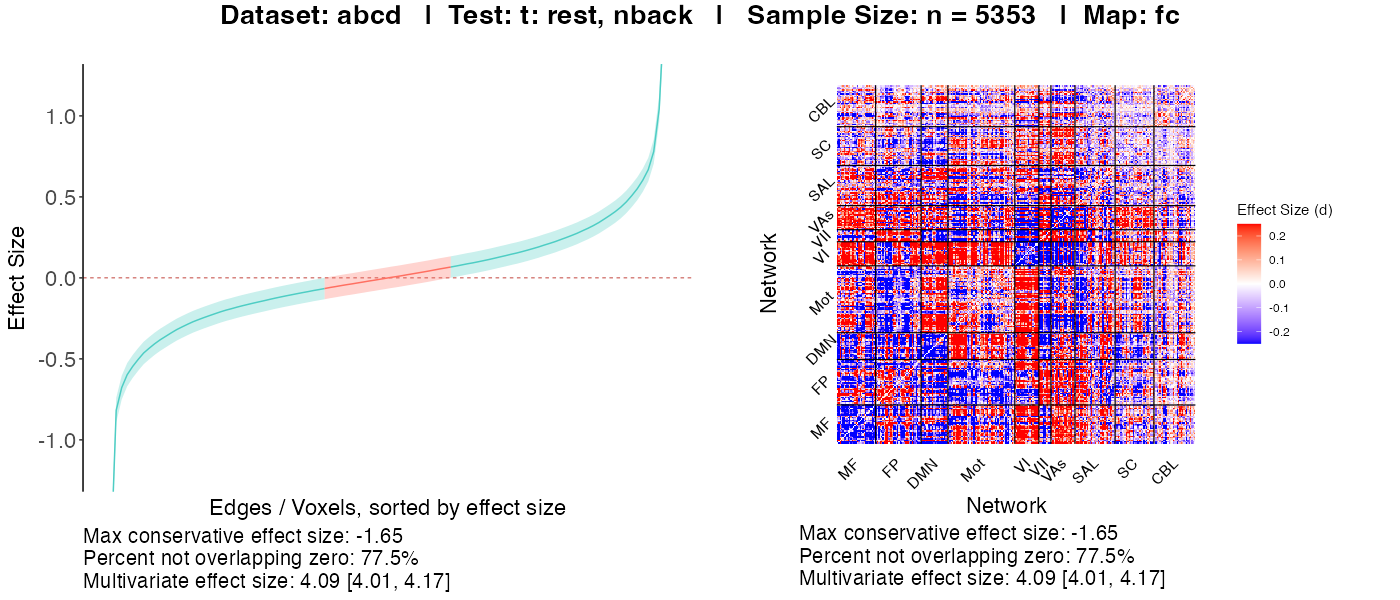 Dataset: abcd | Test: t: rest, nback | Sample Size: n = 5353 | Map: fc
Effect Size
1.0
0.5
0.0
-0.5
-1.0
Edges / Voxels, sorted by effect size
Max conservative effect size: -1.65
Percent not overlapping zero: 77.5%
Multivariate effect size: 4.09 [4.01, 4.17]
Network
CBL
SC
SAL
VAs
VII
VI
Mot
DMN
FP
MF
MF
FP
DMN
Mot
VI
VII
VAs
SAL
SC
CBL
Network
Effect Size (d)
0.2
0.1
0.0
-0.1
-0.2
Max conservative effect size: -1.65
Percent not overlapping zero: 77.5%
Multivariate effect size: 4.09 [4.01, 4.17]